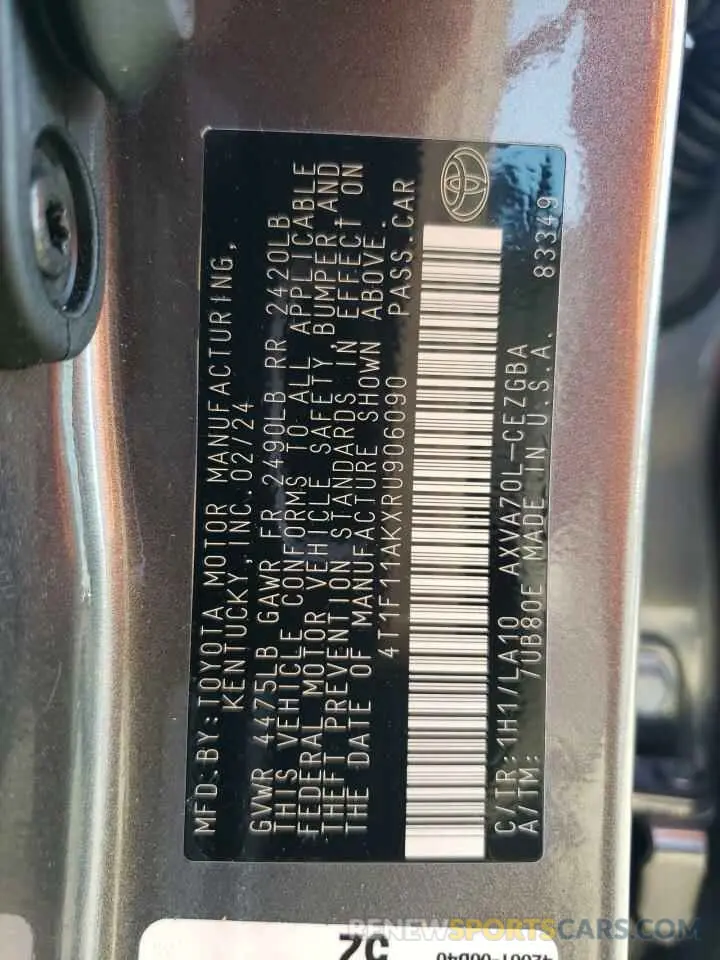 MFD.BY:TOYOTA MOTOR MANUFACTURING,
KENTUCKY, INC. 02/24
GVWR 4475LB GAWR FR 2490LB RR 2420LB
THIS VEHICLE CONFORMS TO ALL APPLICABLE
FEDERAL MOTOR VEHICLE SAFETY, BUMPER, AND
THEFT PREVENTION STANDARDS IN EFFECT ON
THE DATE OF MANUFACTURE SHOWN ABOVE.
4T1F11AKXRU906090 PASS.CAR
C/TR: 1H1/LA10 AXVA70L-CEZGBA
A/TM: 7UB80E MADE IN U.S.A. 83349
RENEWSPORTSCARS.COM